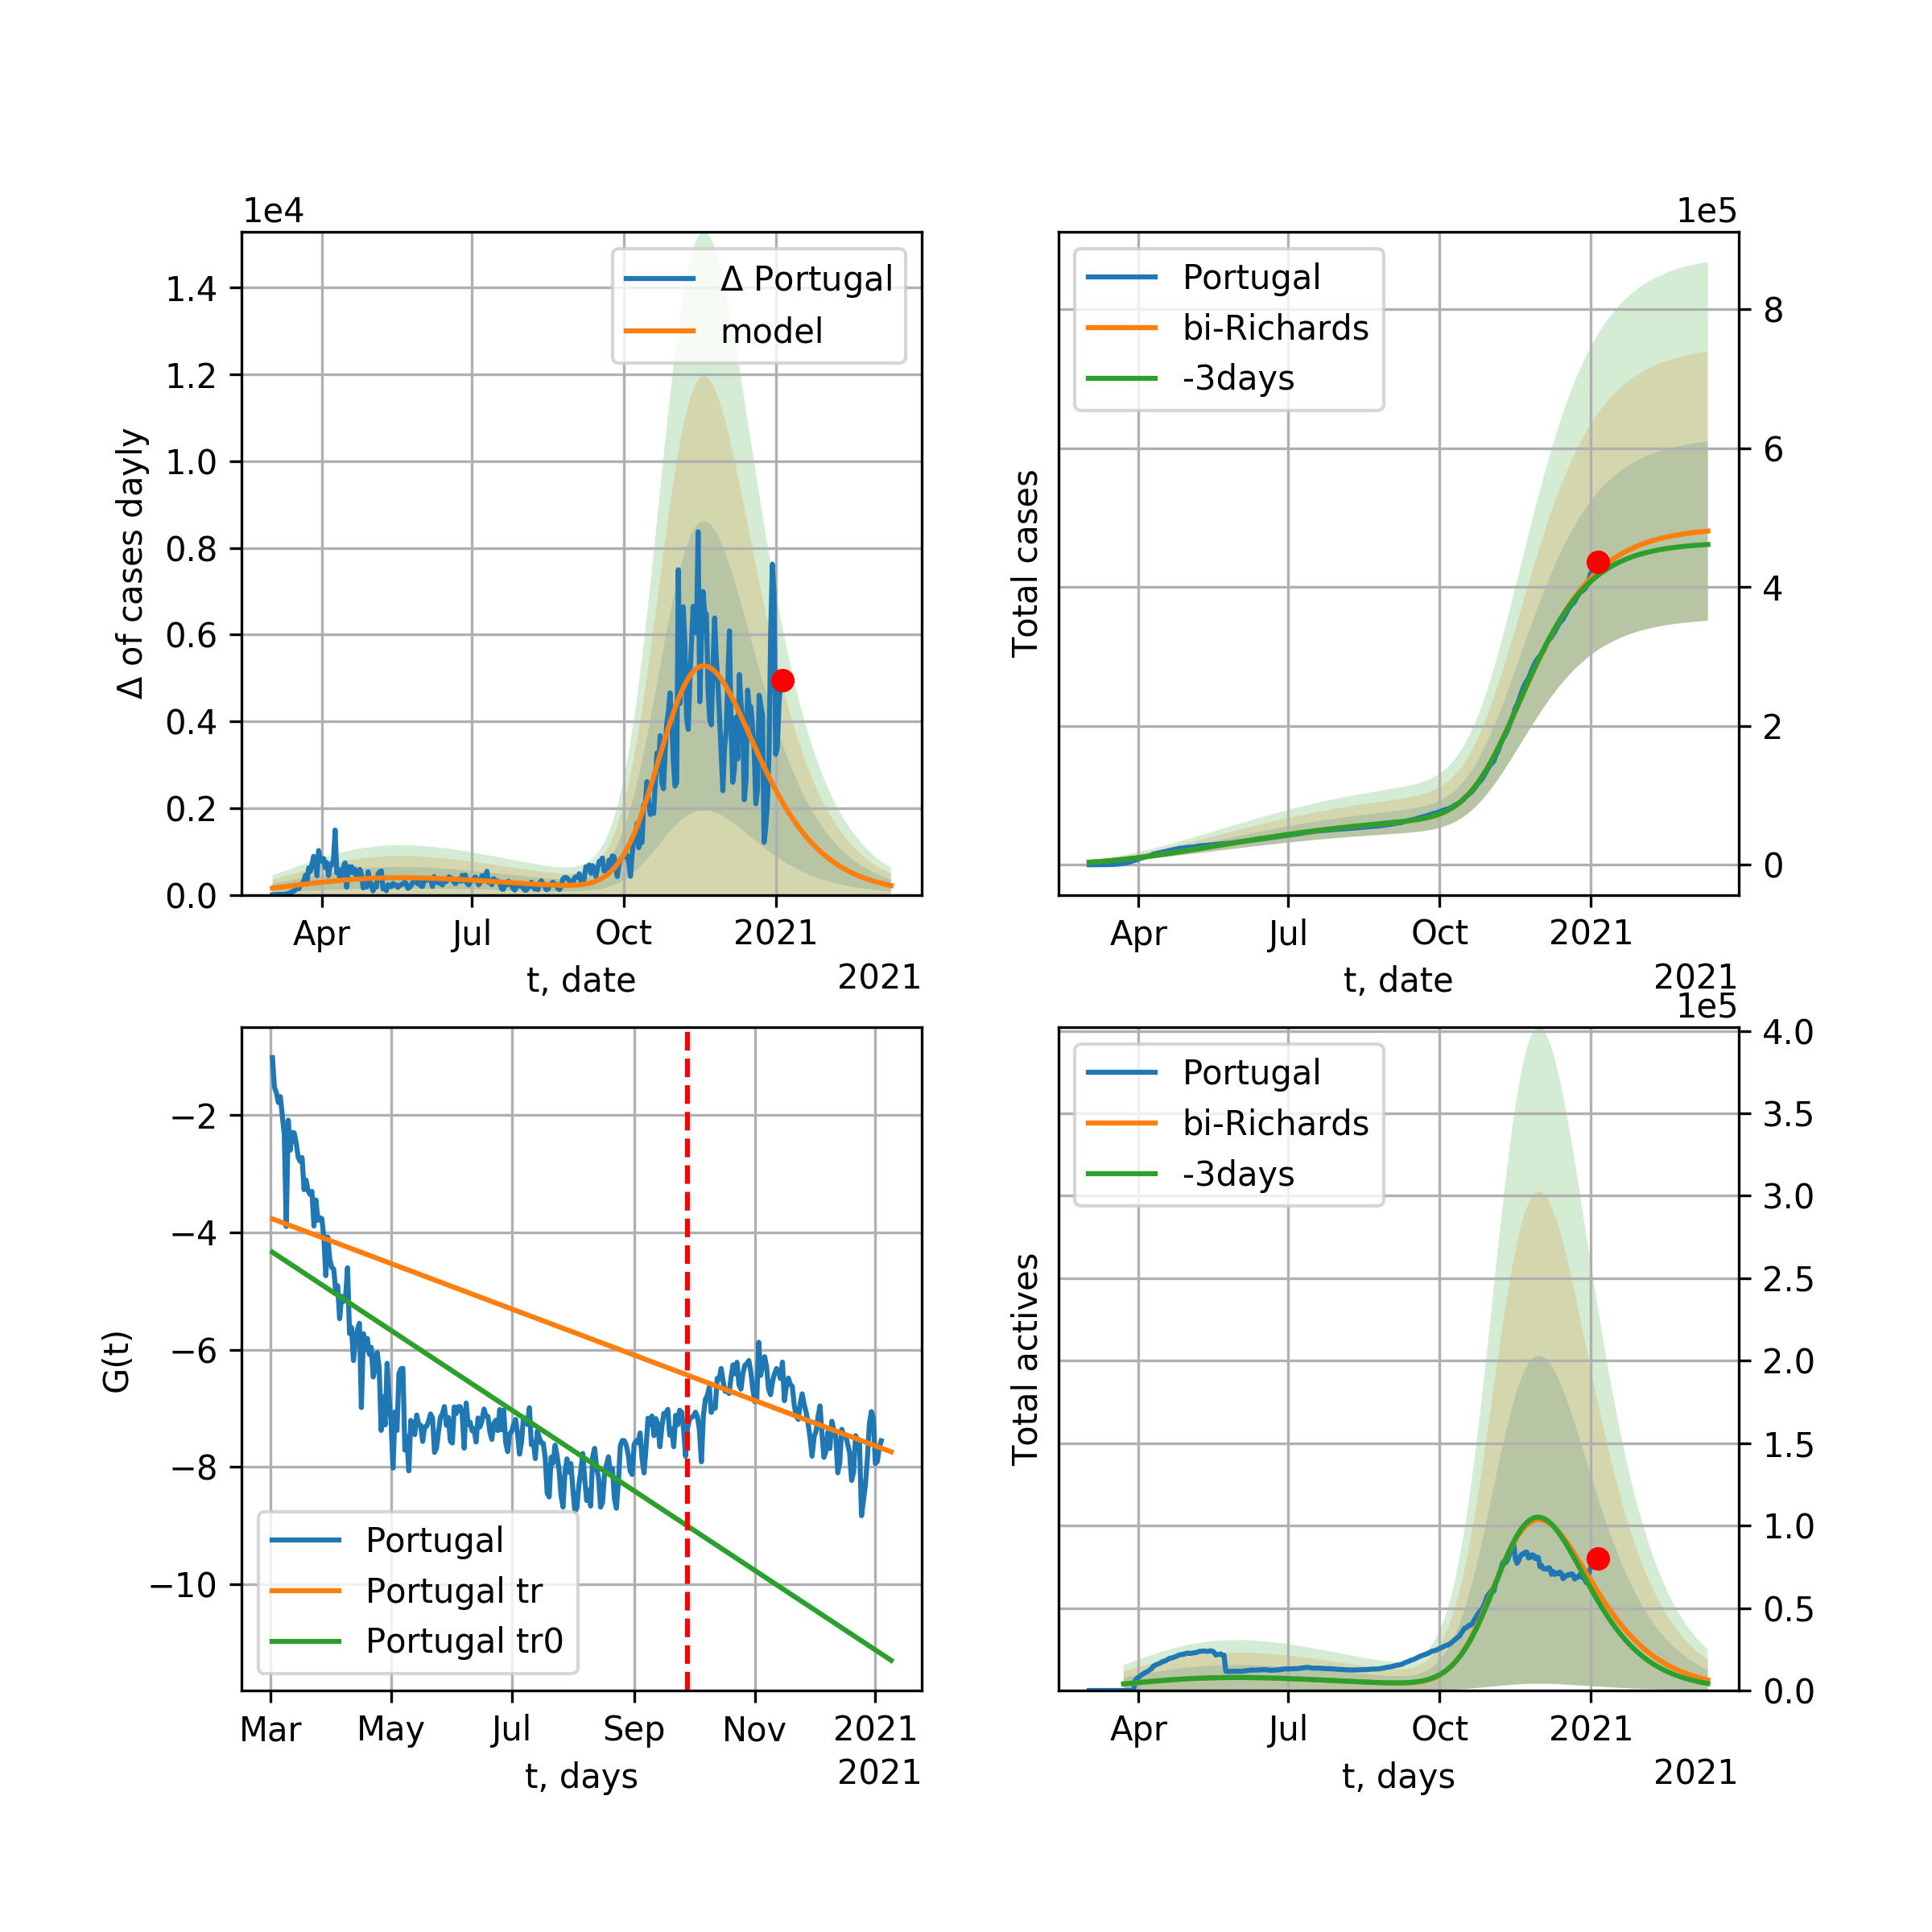 1e4
1.4
1.2
1.0
0.8
0.6
0.4
0.2
0.0
Δ of cases dayly
Δ Portugal
model
Apr
Jul
Oct
2021
t, date
2021
1e5
8
6
4
2
0
Total cases
Portugal
bi-Richards
-3days
Apr
Jul
Oct
2021
t, date
2021
−2
−4
−6
−8
−10
G(t)
Portugal
Portugal tr
Portugal tr0
Mar
May
Jul
Sep
Nov
2021
t, days
2021
1e5
4.0
3.5
3.0
2.5
2.0
1.5
1.0
0.5
0.0
Total actives
Portugal
bi-Richards
-3days
Apr
Jul
Oct
2021
t, days
2021